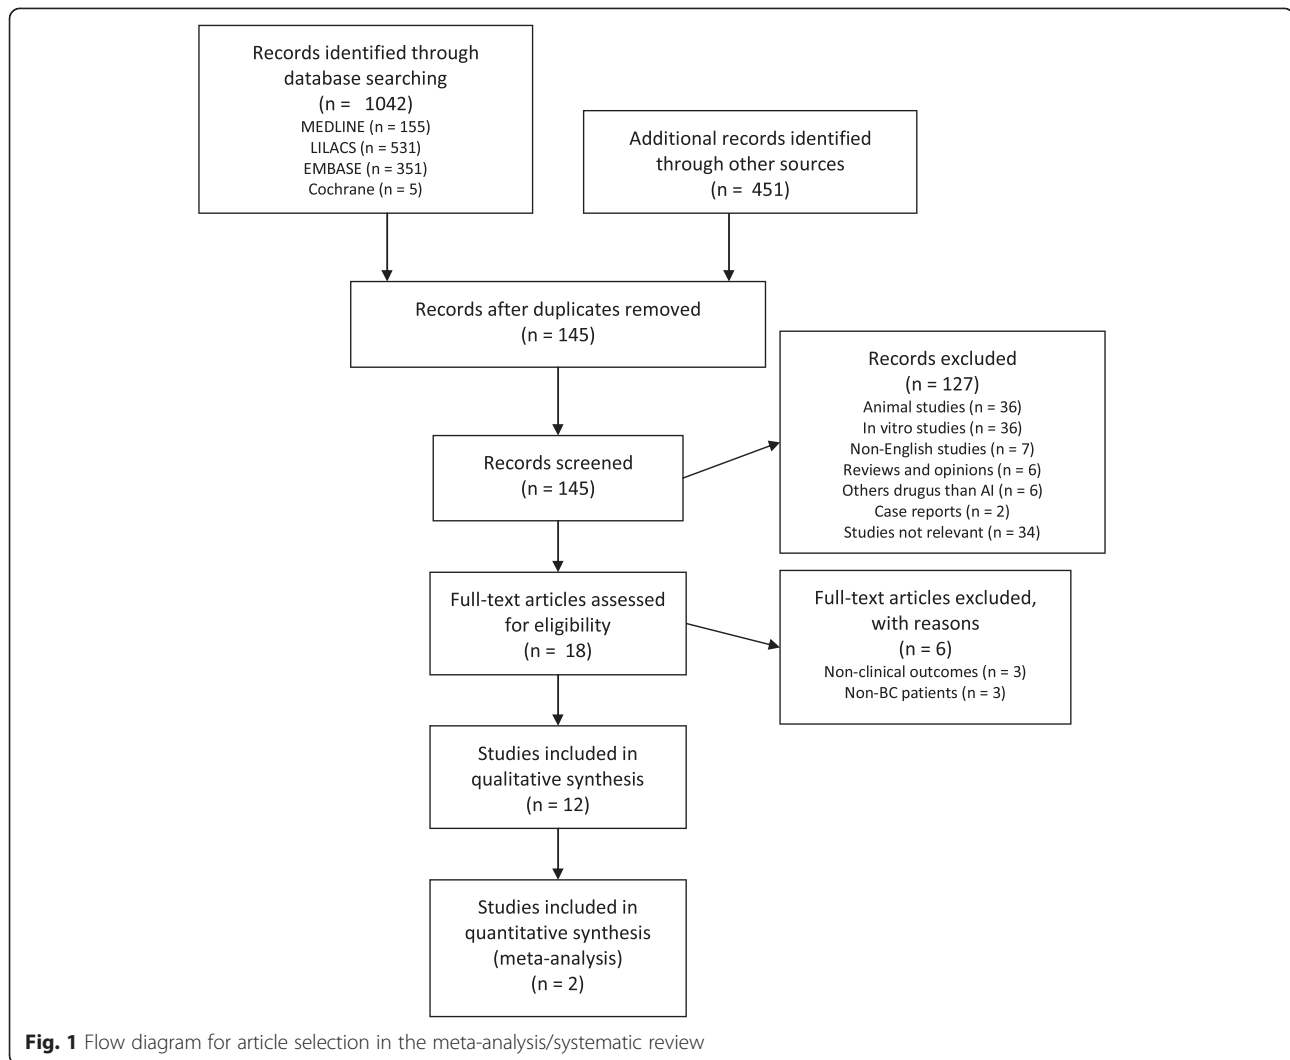 Records identified through
database searching
(n = 1042)
MEDLINE (n = 155)
LILACS (n = 531)
EMBASE (n = 351)
Cochrane (n = 5)
Additional records identified
through other sources
(n = 451)
Records after duplicates removed
(n = 145)
Records screened
(n = 145)
Records excluded
(n = 127)
Animal studies (n = 36)
In vitro studies (n = 36)
Non-English studies (n = 7)
Reviews and opinions (n = 6)
Others drugus than AI (n = 6)
Case reports (n = 2)
Studies not relevant (n = 34)
Full-text articles assessed
for eligibility
(n = 18)
Full-text articles excluded,
with reasons
(n = 6)
Non-clinical outcomes (n = 3)
Non-BC patients (n = 3)
Studies included in
qualitative synthesis
(n = 12)
Studies included in
quantitative synthesis
(meta-analysis)
(n = 2)
Fig. 1 Flow diagram for article selection in the meta-analysis/systematic review